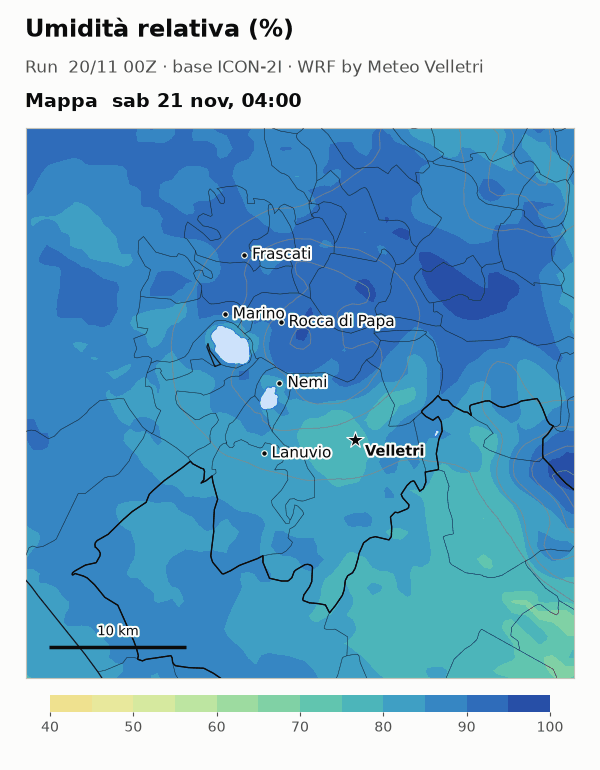 Umidità relativa (%)
Run 20/11 00Z · base ICON-2I · WRF by Meteo Velletri
Mappa sab 21 nov, 04:00
Frascati
Marino
Rocca di Papa
Nemi
Velletri
Lanuvio
10 km
40 50 60 70 80 90 100